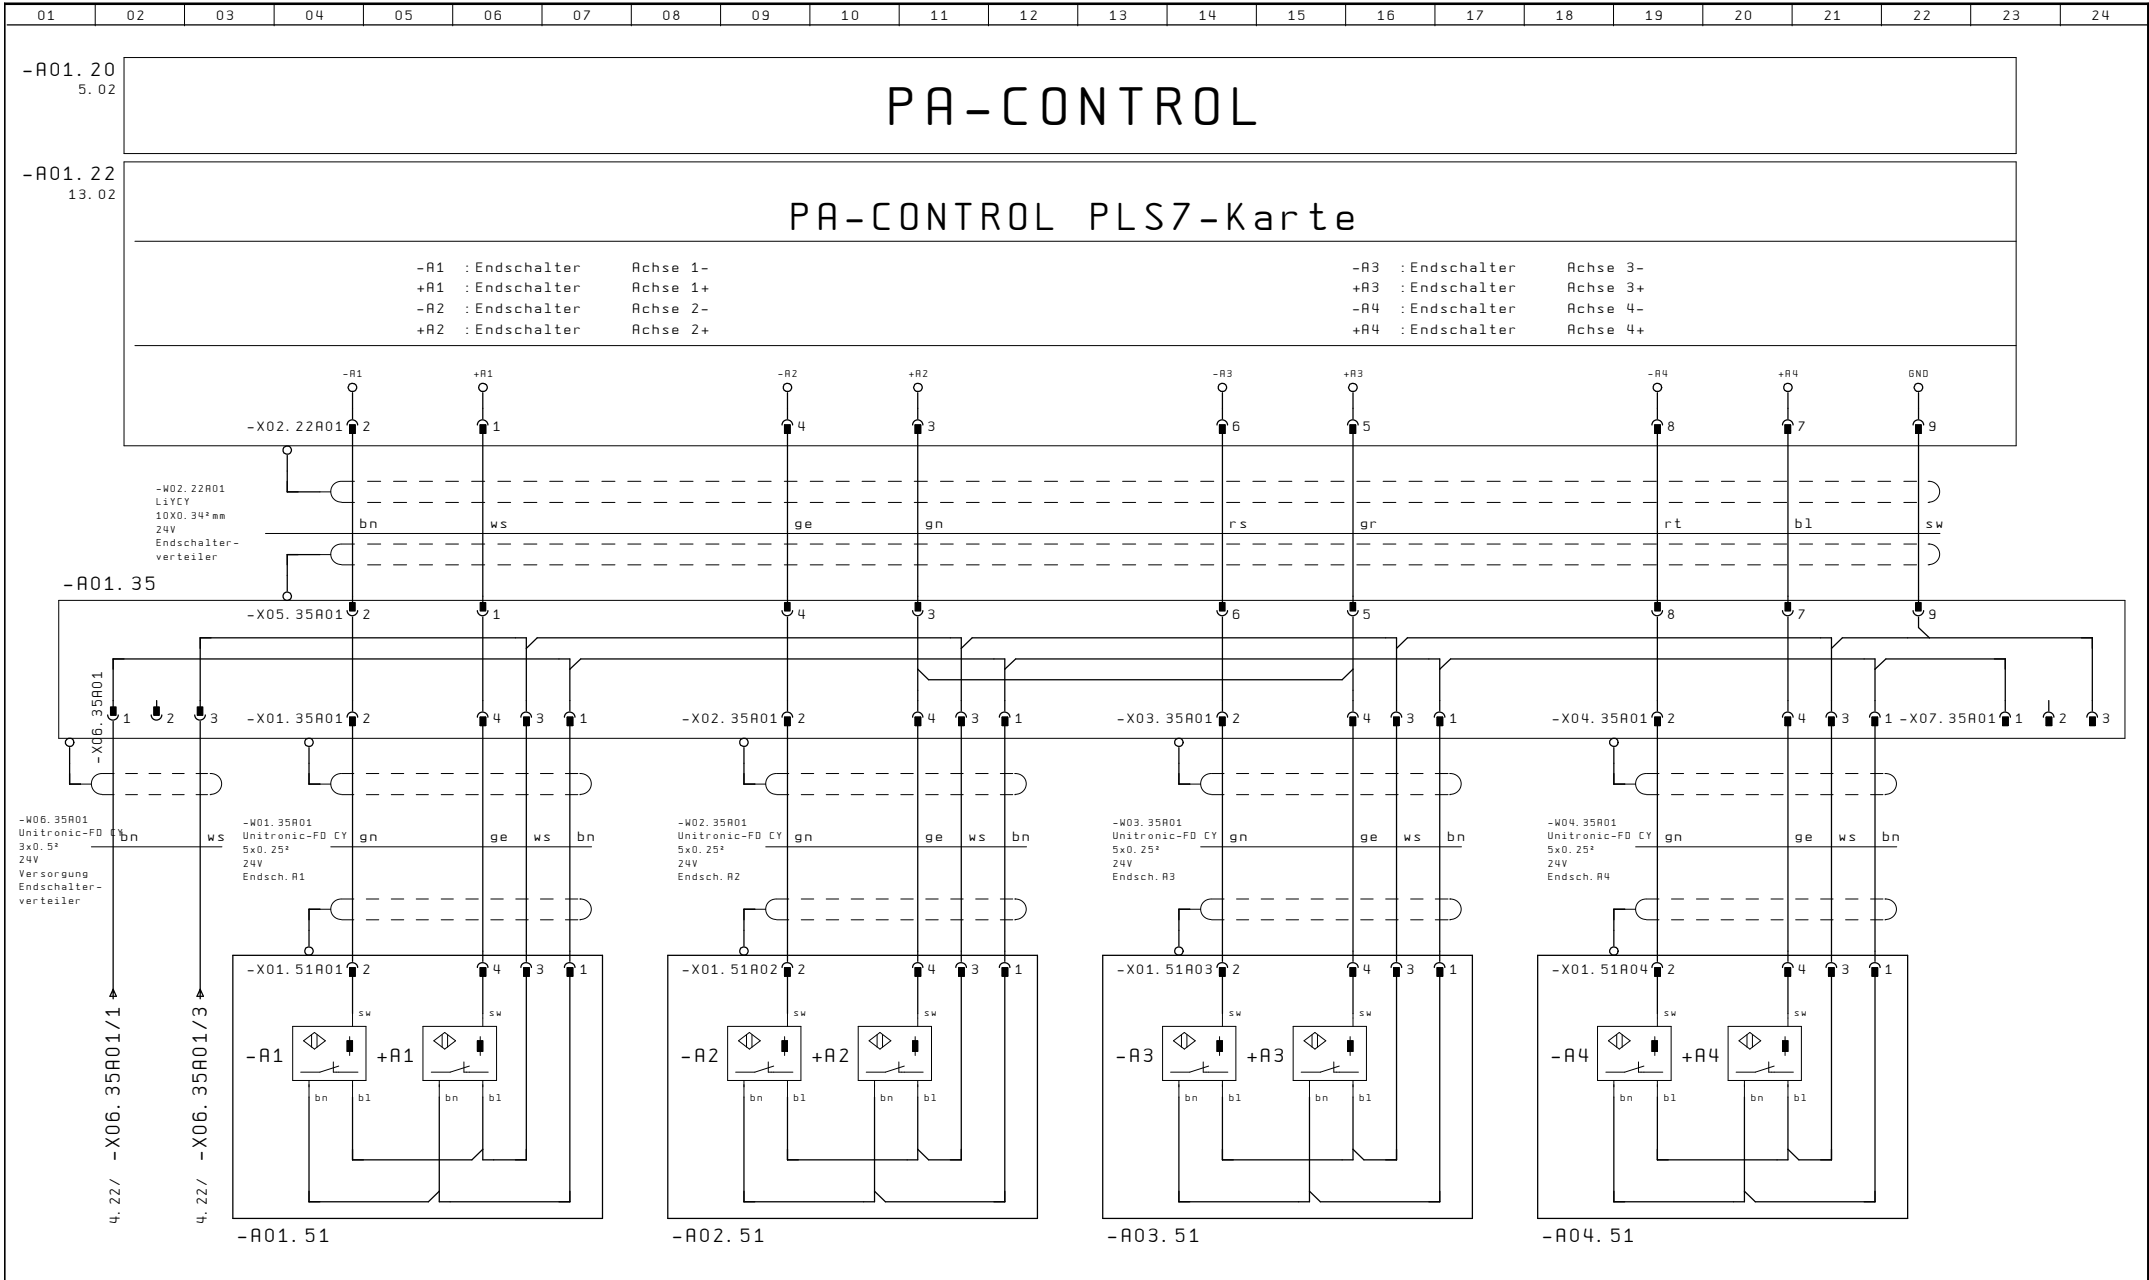 01 02 03 04 05 06 07 08 09 10 11 12 13 14 15 16 17 18 19 20 21 22 23 24
-A01.20
5.02
PA-CONTROL
-A01.22
13.02
PA-CONTROL PLS7-Karte
-A1 :Endschalter Achse 1-
+A1 :Endschalter Achse 1+
-A2 :Endschalter Achse 2-
+A2 :Endschalter Achse 2+
-A3 :Endschalter Achse 3-
+A3 :Endschalter Achse 3+
-A4 :Endschalter Achse 4-
+A4 :Endschalter Achse 4+
-A1 +A1 -A2 +A2 -A3 +A3 -A4 +A4 GND
-X02.22A01 2 1 4 3 6 5 8 7 9
-W02.22A01
LiYCY
10X0.34²mm
24V
Endschalter-
verteiler
bn ws ge gn rs gr rt bl sw
-A01.35
-X05.35A01 2 1 4 3 6 5 8 7 9
-X06.35A01
1 2 3 -X01.35A01 2 4 3 1 -X02.35A01 2 4 3 1 -X03.35A01 2 4 3 1 -X04.35A01 2 4 3 1 -X07.35A01 1 2 3
-W06.35A01
Unitronic-FD CY
3x0.5²
24V
Versorgung
Endschalter-
verteiler
bn ws
-W01.35A01
Unitronic-FD CY
5x0.25²
24V
Endsch.A1
gn ge ws bn
-W02.35A01
Unitronic-FD CY
5x0.25²
24V
Endsch.A2
gn ge ws bn
-W03.35A01
Unitronic-FD CY
5x0.25²
24V
Endsch.A3
gn ge ws bn
-W04.35A01
Unitronic-FD CY
5x0.25²
24V
Endsch.A4
gn ge ws bn
4.22/ -X06.35A01/1
4.22/ -X06.35A01/3
-X01.51A01 2 4 3 1
sw sw
-A1 +A1
bn bl bn bl
-A01.51
-X01.51A02 2 4 3 1
sw sw
-A2 +A2
bn bl bn bl
-A02.51
-X01.51A03 2 4 3 1
sw sw
-A3 +A3
bn bl bn bl
-A03.51
-X01.51A04 2 4 3 1
sw sw
-A4 +A4
bn bl bn bl
-A04.51